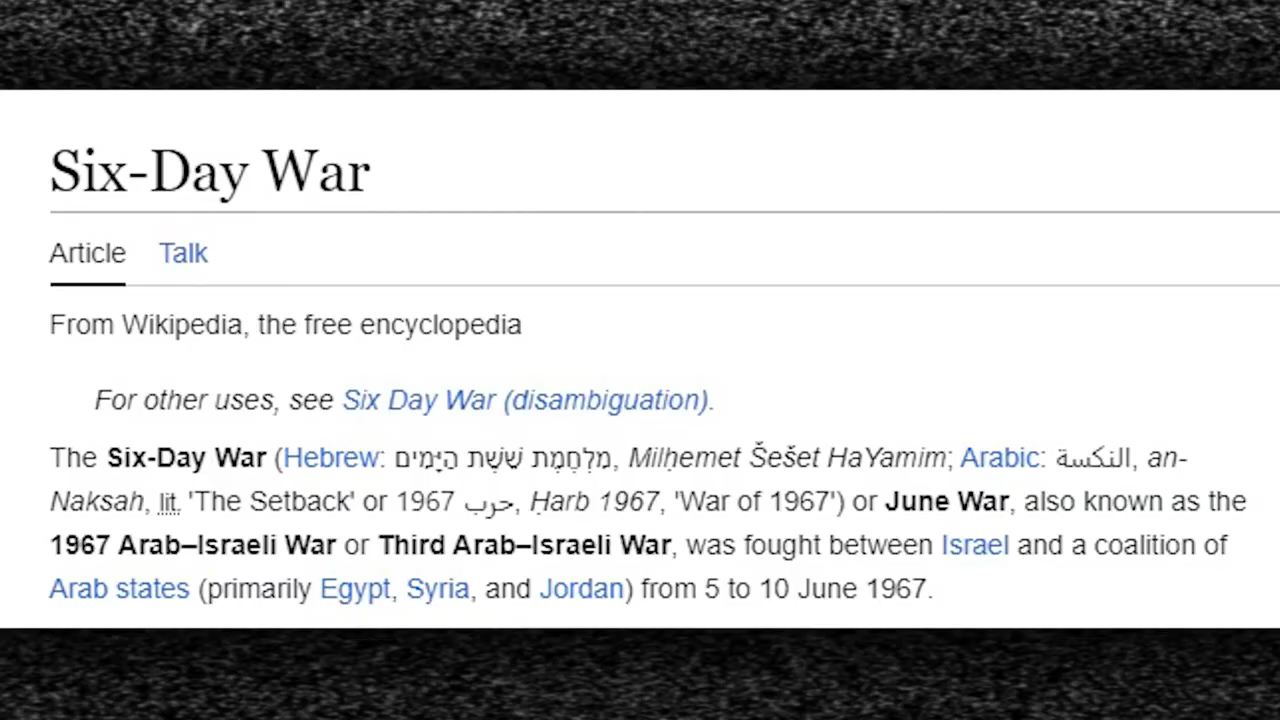 Six-Day War
Article Talk
From Wikipedia, the free encyclopedia
For other uses, see Six Day War (disambiguation).
The Six-Day War (Hebrew: מִלְחֶמֶת שֵׁשֶׁת הַיָּמִים, Milḥemet Šešet HaYamim; Arabic: النكسة, an-
Naksah, lit. 'The Setback' or 1967 حرب, Ḥarb 1967, 'War of 1967') or June War, also known as the
1967 Arab–Israeli War or Third Arab–Israeli War, was fought between Israel and a coalition of
Arab states (primarily Egypt, Syria, and Jordan) from 5 to 10 June 1967.